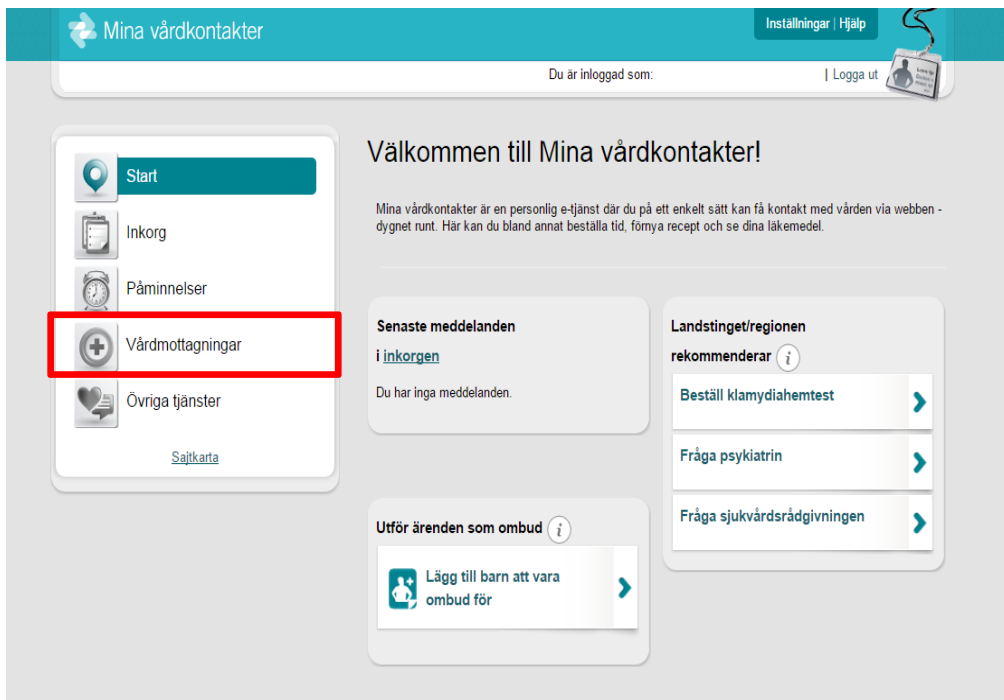 Mina vårdkontakter
Inställningar | Hjälp
Du är inloggad som:
| Logga ut
Start
Inkorg
Påminnelser
Vårdmottagningar
Övriga tjänster
Sajtkarta
Välkommen till Mina vårdkontakter!
Mina vårdkontakter är en personlig e-tjänst där du på ett enkelt sätt kan få kontakt med vården via webben -
dygnet runt. Här kan du bland annat beställa tid, förnya recept och se dina läkemedel.
Senaste meddelanden
i inkorgen
Du har inga meddelanden.
Utför ärenden som ombud i
Lägg till barn att vara
ombud för
Landstinget/regionen
rekommenderar i
Beställ klamydiahemtest
Fråga psykiatrin
Fråga sjukvårdsrådgivningen